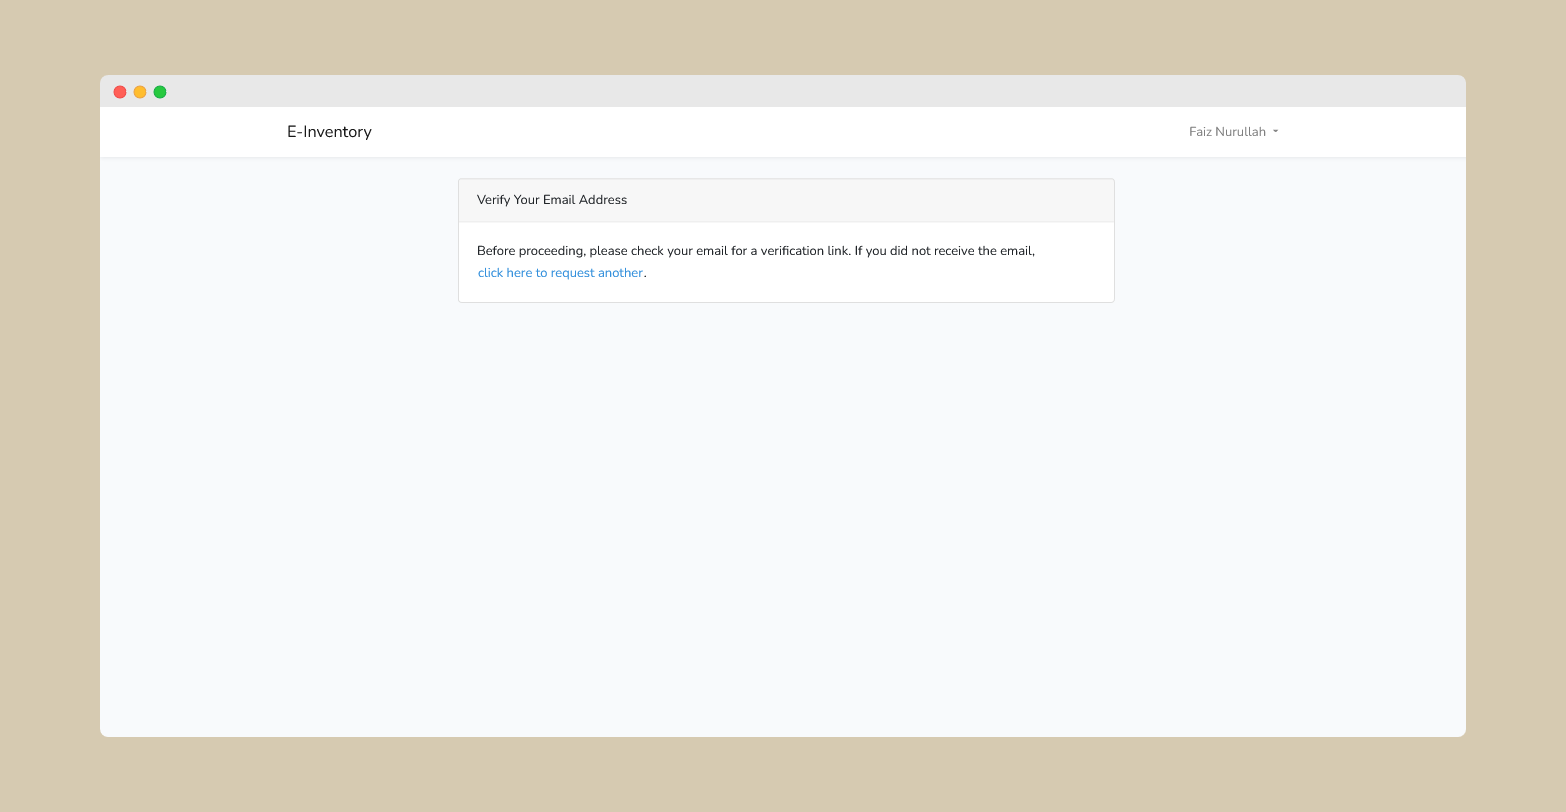 E-Inventory
Faiz Nurullah
Verify Your Email Address
Before proceeding, please check your email for a verification link. If you did not receive the email,
click here to request another.